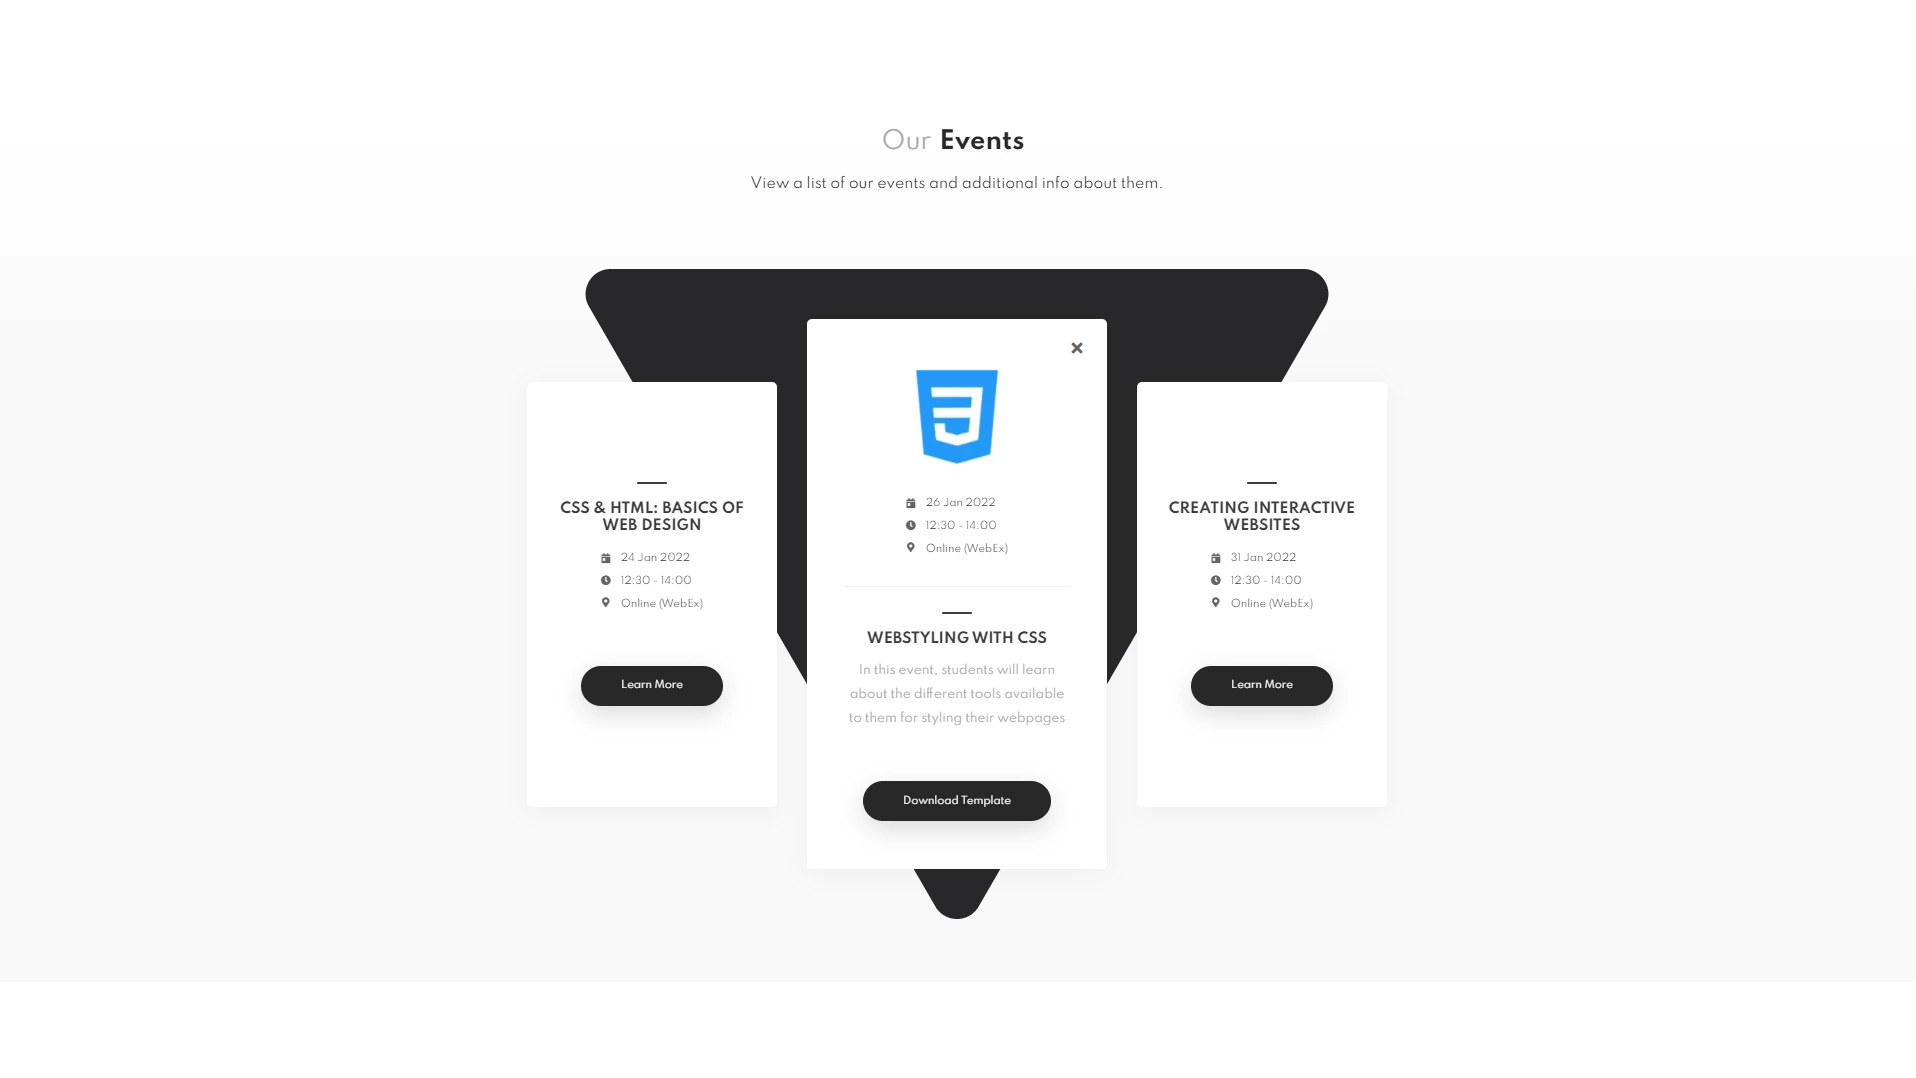 Our Events
View a list of our events and additional info about them.
CSS & HTML: BASICS OF
WEB DESIGN
24 Jan 2022
12:30 - 14:00
Online (WebEx)
Learn More
26 Jan 2022
12:30 - 14:00
Online (WebEx)
WEBSTYLING WITH CSS
In this event, students will learn
about the different tools available
to them for styling their webpages
Download Template
CREATING INTERACTIVE
WEBSITES
31 Jan 2022
12:30 - 14:00
Online (WebEx)
Learn More